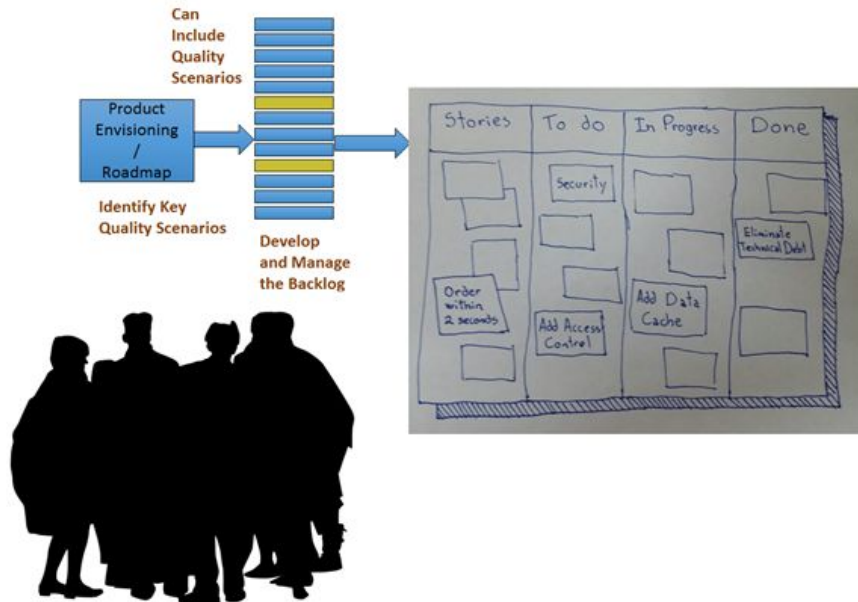 Can
Include
Quality
Scenarios
Product
Envisioning
/
Roadmap
Identify Key
Quality Scenarios
Develop
and Manage
the Backlog
Stories
To do
In Progress
Done
Security
Eliminate
Technical Debt
Order
within
2 seconds
Add Data
Cache
Add Access
Control